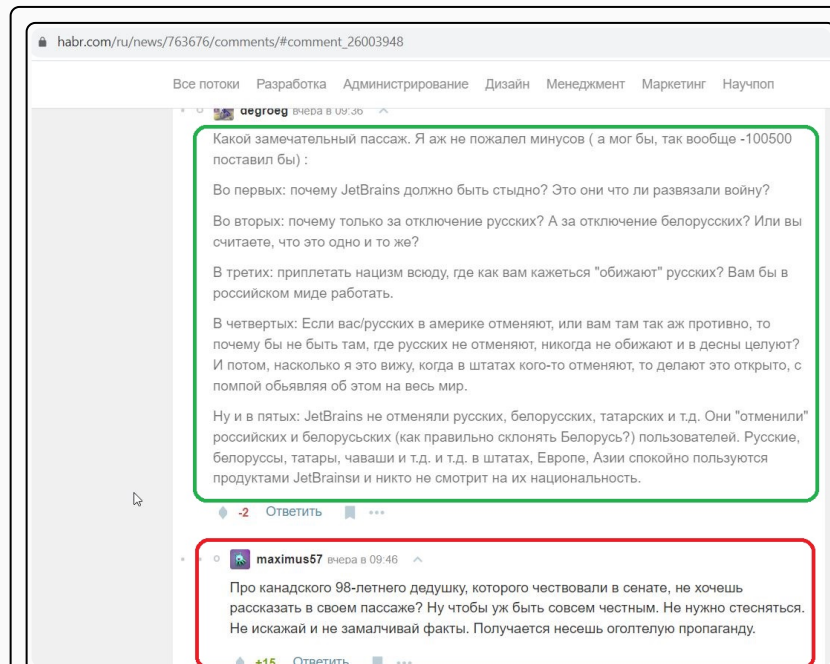 habr.com/ru/news/763676/comments/#comment_26003948
Все потоки Разработка Администрирование Дизайн Менеджмент Маркетинг Научпоп
degroeg вчера в 09:36
Какой замечательный пассаж. Я аж не пожалел минусов ( а мог бы, так вообще -100500
поставил бы) :
Во первых: почему JetBrains должно быть стыдно? Это они что ли развязали войну?
Во вторых: почему только за отключение русских? А за отключение белорусских? Или вы
считаете, что это одно и то же?
В третих: приплетать нацизм всюду, где как вам кажеться "обижают" русских? Вам бы в
российском миде работать.
В четвертых: Если вас/русских в америке отменяют, или вам там так аж противно, то
почему бы не быть там, где русских не отменяют, никогда не обижают и в десны целуют?
И потом, насколько я это вижу, когда в штатах кого-то отменяют, то делают это открыто, с
помпой обьявляя об этом на весь мир.
Ну и в пятых: JetBrains не отменяли русских, белорусских, татарских и т.д. Они "отменили"
российских и белорусьских (как правильно склонять Белорусь?) пользователей. Русские,
белоруссы, татары, чаваши и т.д. и т.д. в штатах, Европе, Азии спокойно пользуются
продуктами JetBrainsи и никто не смотрит на их национальность.
-2 Ответить
maximus57 вчера в 09:46
Про канадского 98-летнего дедушку, которого чествовали в сенате, не хочешь
рассказать в своем пассаже? Ну чтобы уж быть совсем честным. Не нужно стесняться.
Не искажай и не замалчивай факты. Получается несешь оголтелую пропаганду.
+15 Ответить